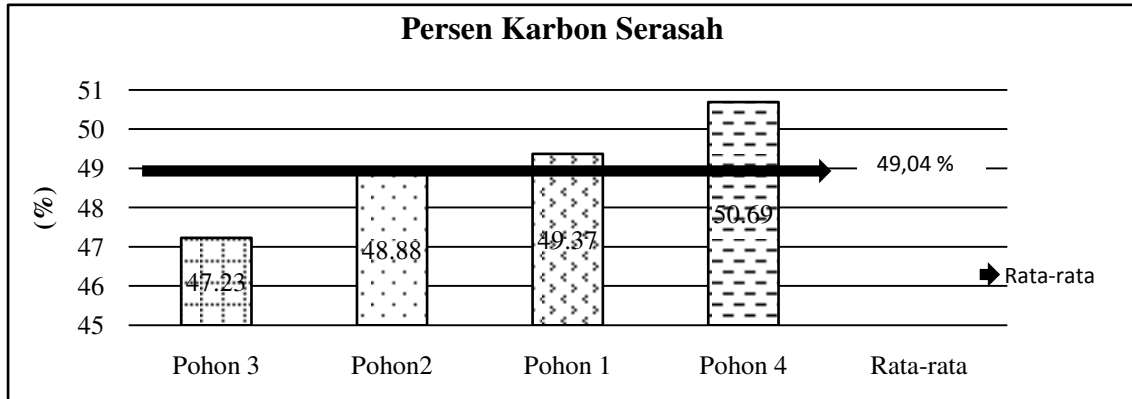 Persen Karbon Serasah
51
50
49
48
47
46
45
(%)
47.23
48.88
49.37
50.69
49,04 %
Rata-rata
Pohon 3
Pohon2
Pohon 1
Pohon 4
Rata-rata